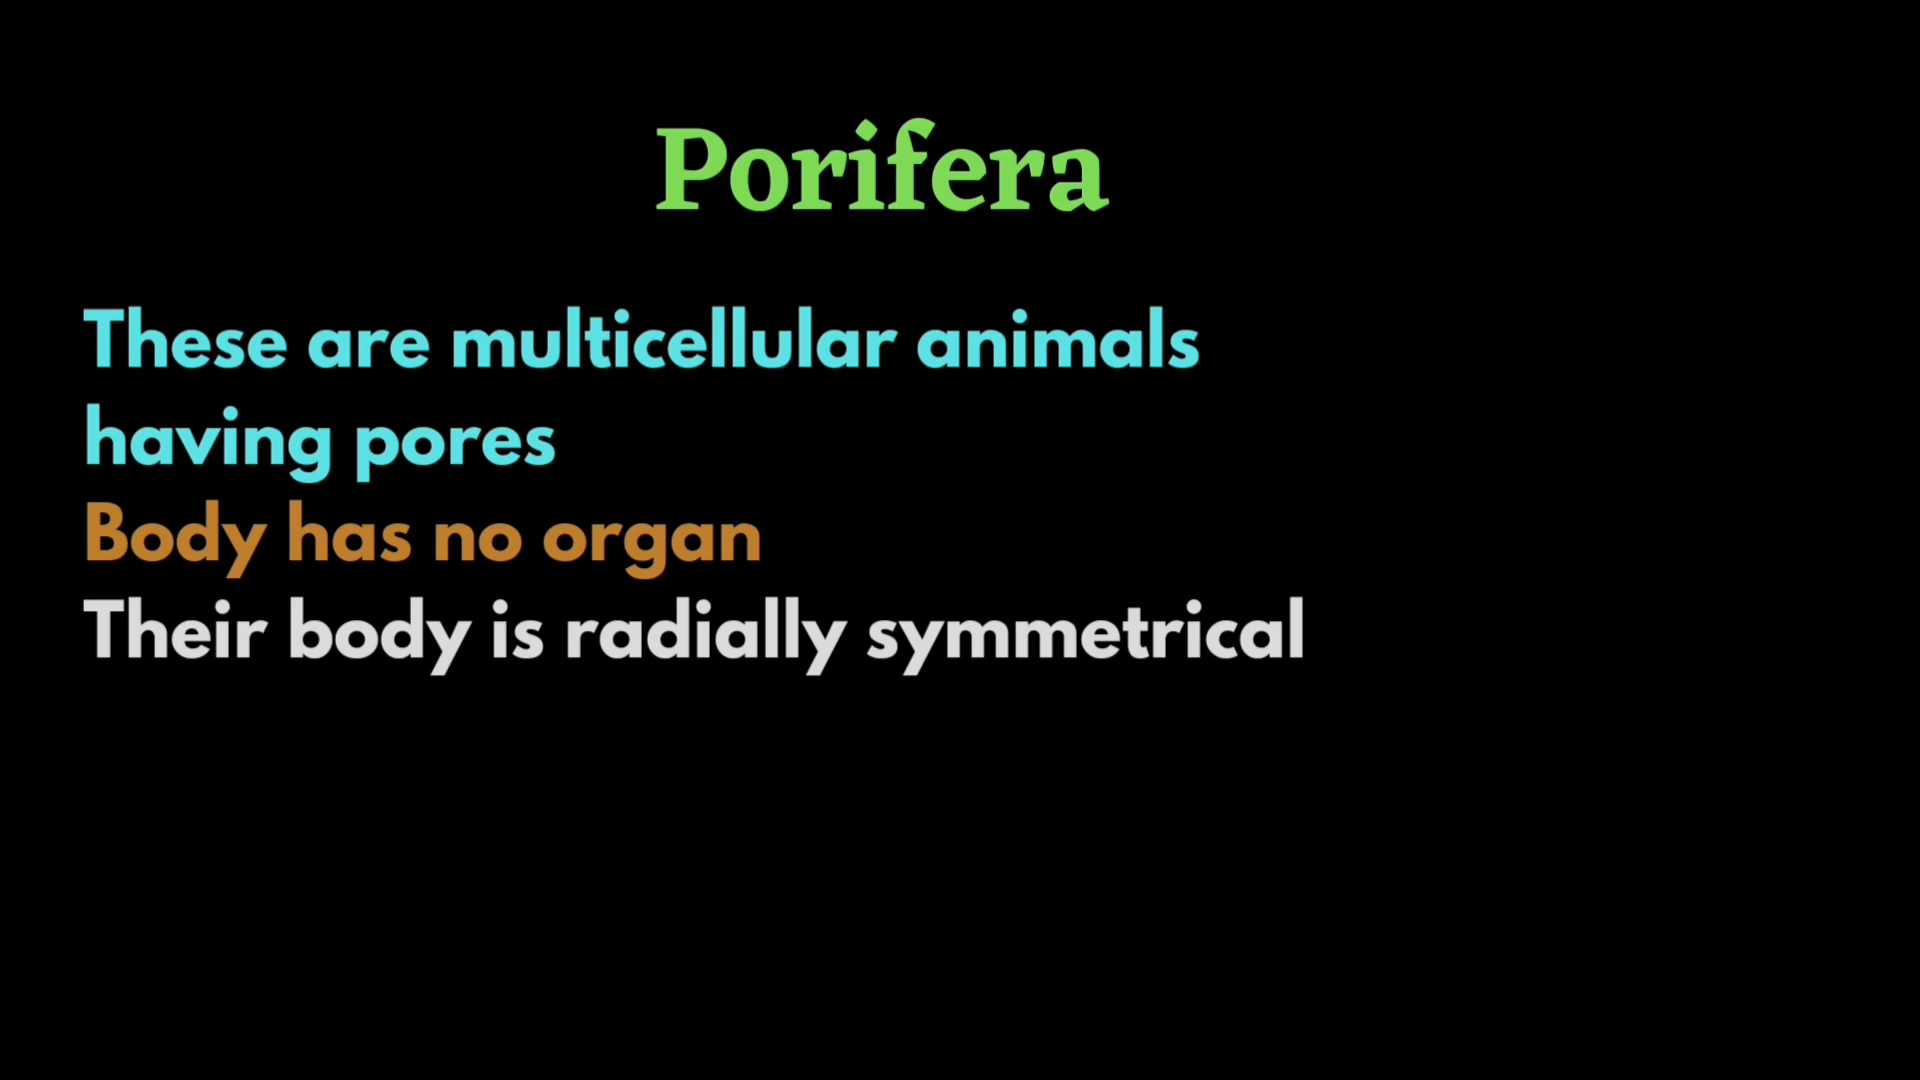 Porifera
These are multicellular animals
having pores
Body has no organ
Their body is radially symmetrical